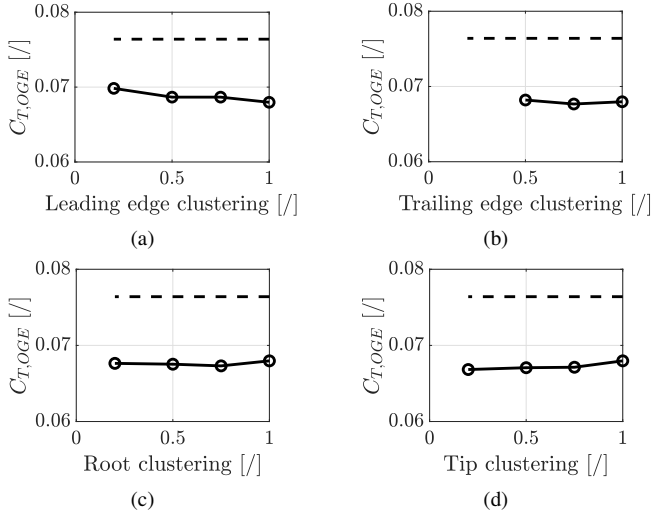 0.08
0.07
0.06
C_{T,OGE} [/]
0
0.5
1
Leading edge clustering [/]
(a)
0.08
0.07
0.06
C_{T,OGE} [/]
0
0.5
1
Trailing edge clustering [/]
(b)
0.08
0.07
0.06
C_{T,OGE} [/]
0
0.5
1
Root clustering [/]
(c)
0.08
0.07
0.06
C_{T,OGE} [/]
0
0.5
1
Tip clustering [/]
(d)